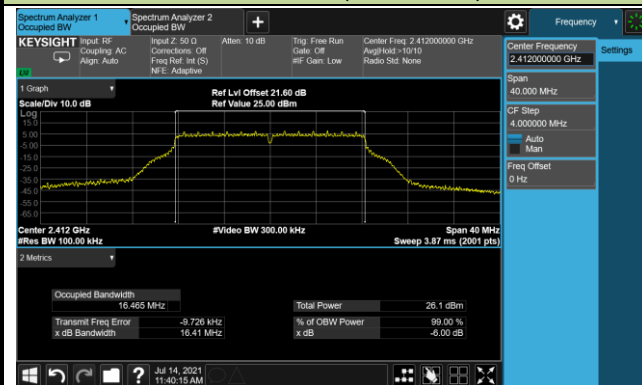 Spectrum Analyzer 1
Occupied BW
Spectrum Analyzer 2
Occupied BW
+
Frequency
KEYSIGHT
Input: RF
Coupling: AC
Align: Auto
Input Z: 50 Ω
Corrections: Off
Freq Ref: Int (S)
NFE: Adaptive
Atten: 10 dB
Trig: Free Run
Gate: Off
#IF Gain: Low
Center Freq: 2.412000000 GHz
Avg|Hold:>10/10
Radio Std: None
LU
Center Frequency
2.412000000 GHz
Settings
Span
40.000 MHz
CF Step
4.000000 MHz
Auto
Man
Freq Offset
0 Hz
1 Graph
Scale/Div 10.0 dB
Ref Lvl Offset 21.60 dB
Ref Value 25.00 dBm
Log
15.0
5.00
-5.00
-15.0
-25.0
-35.0
-45.0
-55.0
-65.0
Center 2.412 GHz
#Res BW 100.00 kHz
#Video BW 300.00 kHz
Span 40 MHz
Sweep 3.87 ms (2001 pts)
2 Metrics
Occupied Bandwidth
16.465 MHz
Total Power 26.1 dBm
Transmit Freq Error -9.726 kHz
% of OBW Power 99.00 %
x dB Bandwidth 16.41 MHz
x dB -6.00 dB
?
Jul 14, 2021
11:40:15 AM